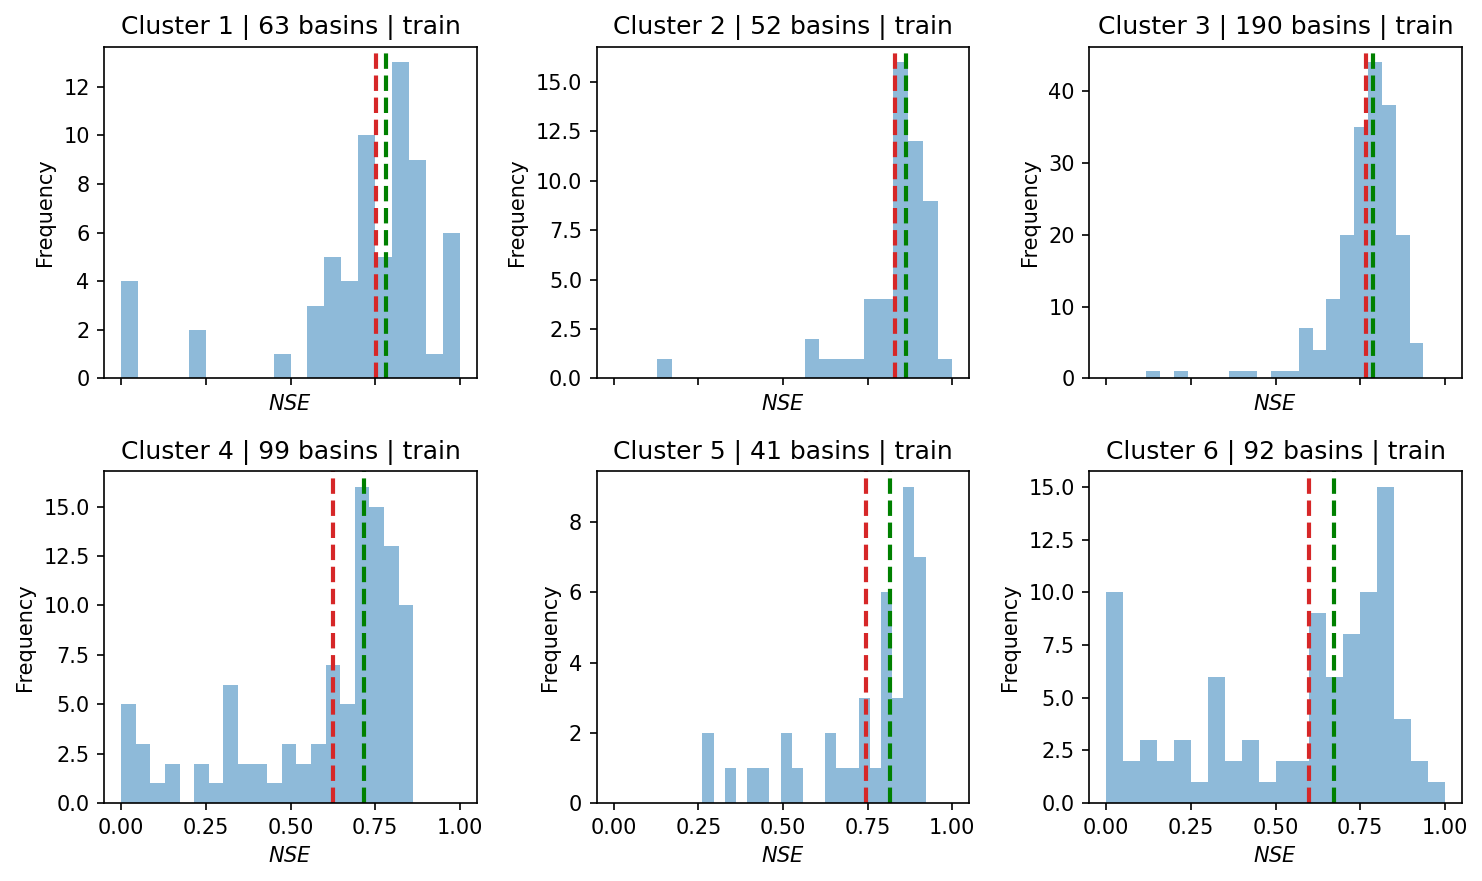 Cluster 1 | 63 basins | train
Frequency
12
10
8
6
4
2
0
NSE
Cluster 2 | 52 basins | train
Frequency
15.0
12.5
10.0
7.5
5.0
2.5
0.0
NSE
Cluster 3 | 190 basins | train
Frequency
40
30
20
10
0
NSE
Cluster 4 | 99 basins | train
Frequency
15.0
12.5
10.0
7.5
5.0
2.5
0.0
0.00 0.25 0.50 0.75 1.00
NSE
Cluster 5 | 41 basins | train
Frequency
8
6
4
2
0
0.00 0.25 0.50 0.75 1.00
NSE
Cluster 6 | 92 basins | train
Frequency
15.0
12.5
10.0
7.5
5.0
2.5
0.0
0.00 0.25 0.50 0.75 1.00
NSE